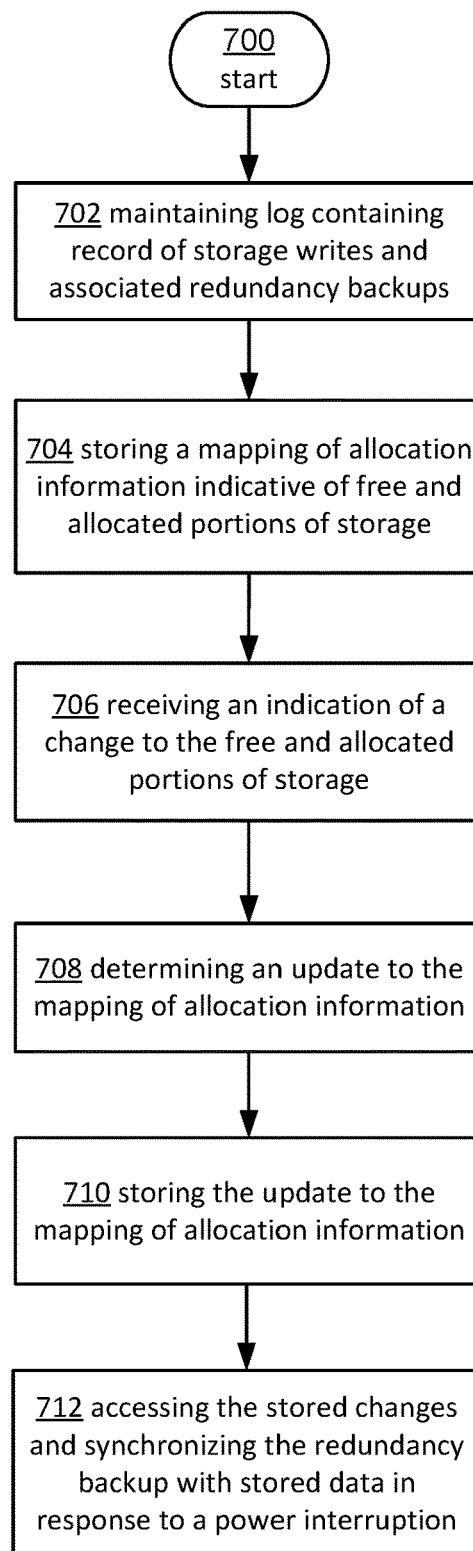 700
start
702 maintaining log containing
record of storage writes and
associated redundancy backups
704 storing a mapping of allocation
information indicative of free and
allocated portions of storage
706 receiving an indication of a
change to the free and allocated
portions of storage
708 determining an update to the
mapping of allocation information
710 storing the update to the
mapping of allocation information
712 accessing the stored changes
and synchronizing the redundancy
backup with stored data in
response to a power interruption